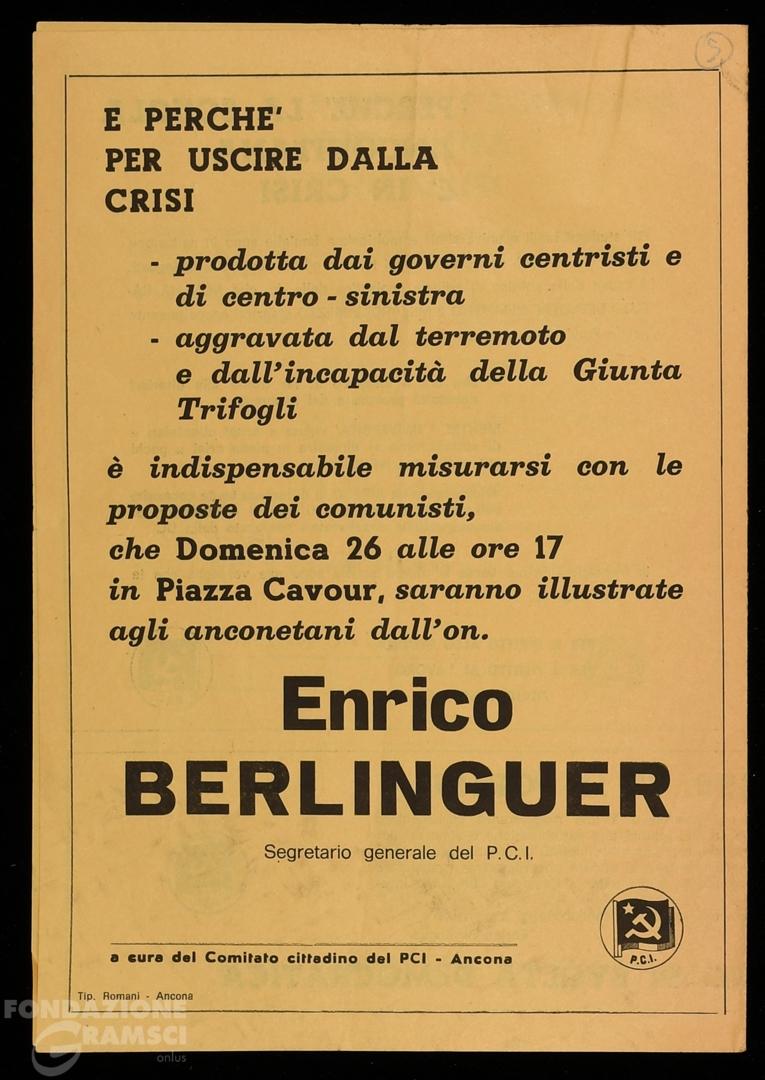 5
E PERCHE'
PER USCIRE DALLA
CRISI
- prodotta dai governi centristi e
di centro - sinistra
- aggravata dal terremoto
e dall'incapacità della Giunta
Trifogli
è indispensabile misurarsi con le
proposte dei comunisti,
che Domenica 26 alle ore 17
in Piazza Cavour, saranno illustrate
agli anconetani dall'on.
Enrico
BERLINGUER
Segretario generale del P.C.I.
P.C.I.
a cura del Comitato cittadino del PCI - Ancona
Tip. Romani - Ancona
FONDAZIONE
GRAMSCI
onlus